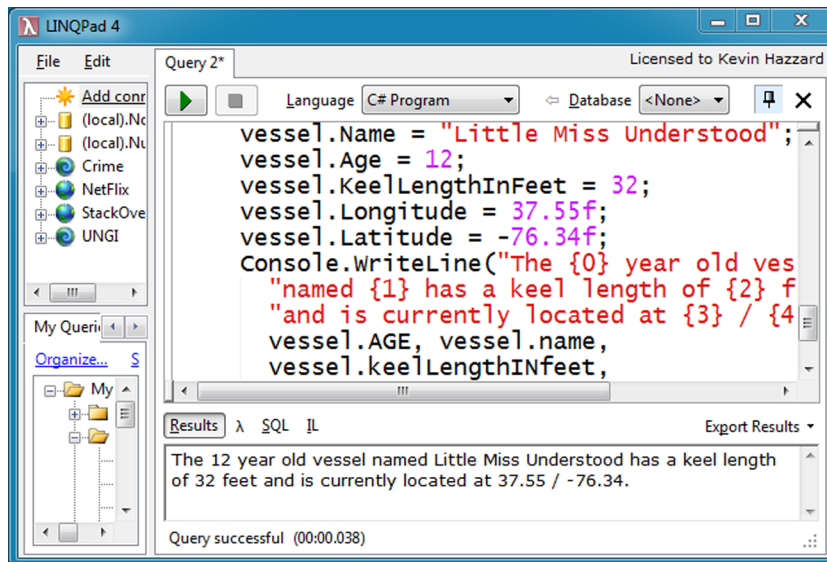 LINQPad 4
File Edit
Query 2*
Licensed to Kevin Hazzard
Language C# Program Database <None>
Add conr
(local).Nc
(local).Nu
Crime
NetFlix
StackOve
UNGI
vessel.Name = "Little Miss Understood";
vessel.Age = 12;
vessel.KeelLengthInFeet = 32;
vessel.Longitude = 37.55f;
vessel.Latitude = -76.34f;
Console.WriteLine("The {0} year old ves
"named {1} has a keel length of {2} f
"and is currently located at {3} / {4
vessel.AGE, vessel.name,
vessel.keelLengthINfeet,
My Queri
Organize... S
My
Results λ SQL IL Export Results
The 12 year old vessel named Little Miss Understood has a keel length
of 32 feet and is currently located at 37.55 / -76.34.
Query successful (00:00.038)